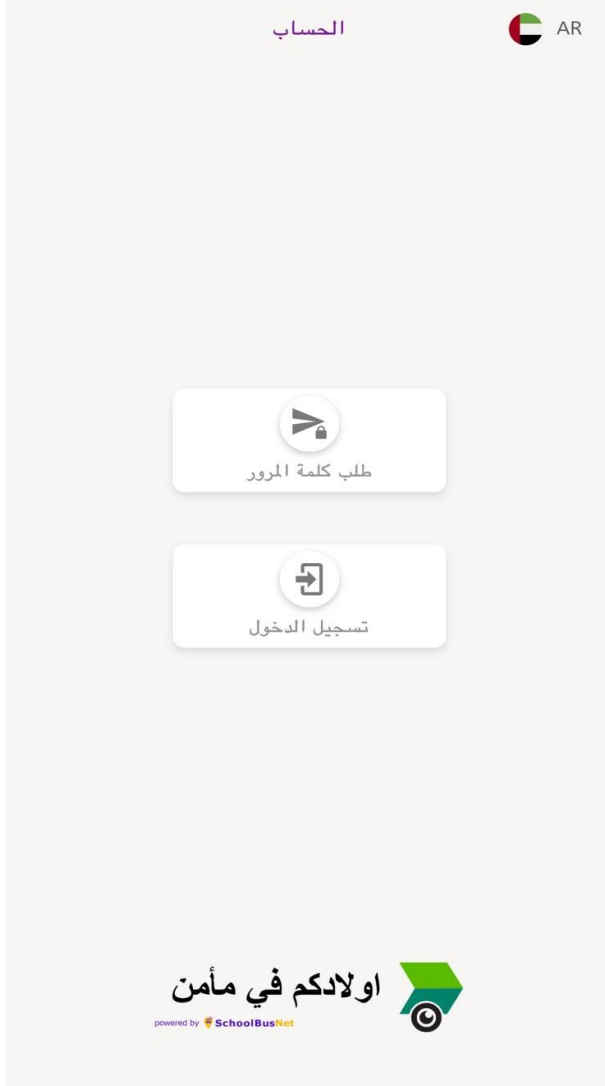 الحساب
AR
طلب كلمة المرور
تسجيل الدخول
اولادكم في مأمن
powered by SchoolBusNet